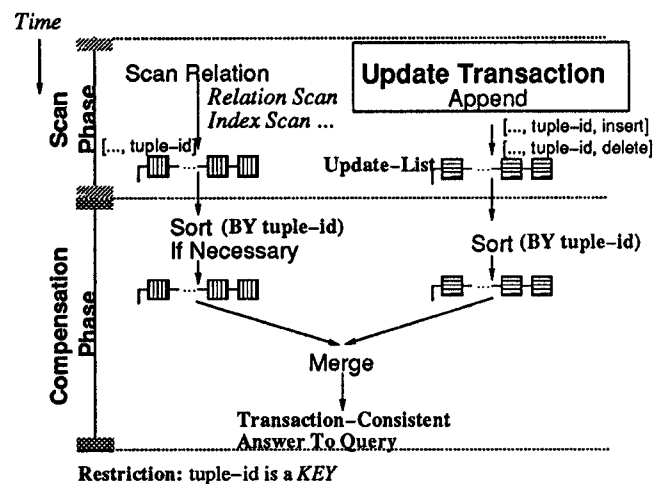 Time
Scan Phase
Scan Relation
Relation Scan
Index Scan ...
[..., tuple-id]
Update Transaction
Append
[..., tuple-id, insert]
[..., tuple-id, delete]
Update-List
Compensation Phase
Sort (BY tuple-id)
If Necessary
Sort (BY tuple-id)
Merge
Transaction-Consistent
Answer To Query
Restriction: tuple-id is a KEY